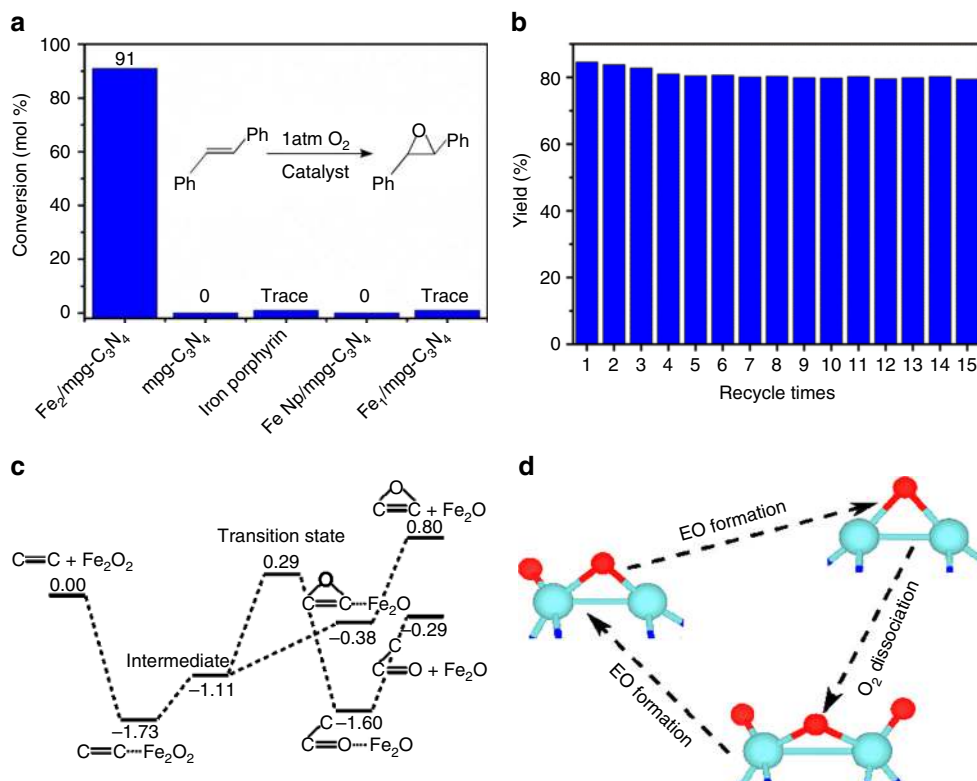 a
100
80
60
40
20
0
Conversion (mol %)
91
0
Trace
0
Trace
Ph
Ph
1atm O₂
Catalyst
O
Ph
Ph
Fe₂/mpg-C₃N₄
mpg-C₃N₄
Iron porphyrin
Fe Np/mpg-C₃N₄
Fe₁/mpg-C₃N₄
b
100
80
60
40
20
0
Yield (%)
1 2 3 4 5 6 7 8 9 10 11 12 13 14 15
Recycle times
c
C=C + Fe₂O₂
0.00
−1.73
C=C····Fe₂O₂
Intermediate
−1.11
Transition state
0.29
O
C=C····Fe₂O
−0.38
O
C=C + Fe₂O
0.80
−0.29
C
C=O + Fe₂O
−1.60
C
C=O····Fe₂O
d
EO formation
O₂ dissociation
EO formation